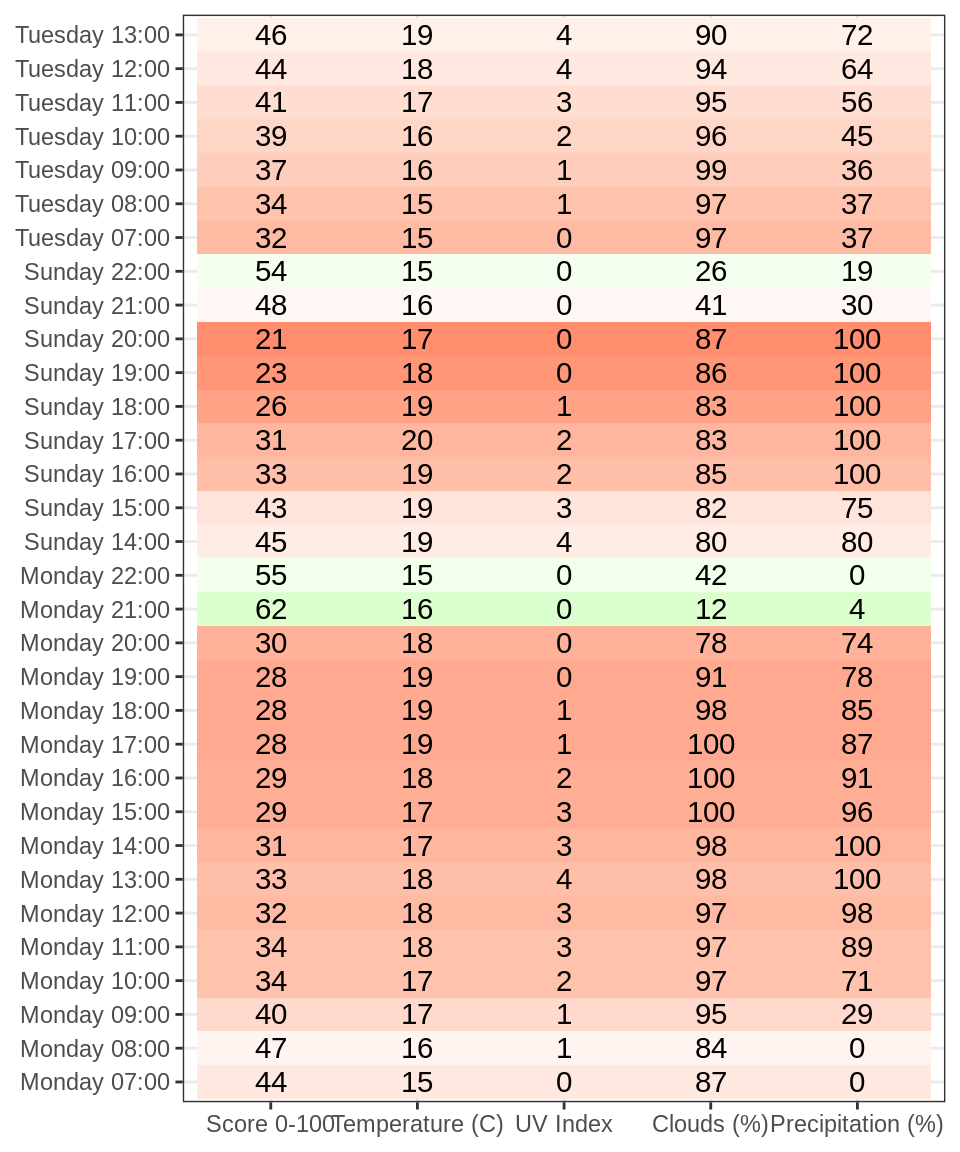 Tuesday 13:00 46 19 4 90 72
Tuesday 12:00 44 18 4 94 64
Tuesday 11:00 41 17 3 95 56
Tuesday 10:00 39 16 2 96 45
Tuesday 09:00 37 16 1 99 36
Tuesday 08:00 34 15 1 97 37
Tuesday 07:00 32 15 0 97 37
Sunday 22:00 54 15 0 26 19
Sunday 21:00 48 16 0 41 30
Sunday 20:00 21 17 0 87 100
Sunday 19:00 23 18 0 86 100
Sunday 18:00 26 19 1 83 100
Sunday 17:00 31 20 2 83 100
Sunday 16:00 33 19 2 85 100
Sunday 15:00 43 19 3 82 75
Sunday 14:00 45 19 4 80 80
Monday 22:00 55 15 0 42 0
Monday 21:00 62 16 0 12 4
Monday 20:00 30 18 0 78 74
Monday 19:00 28 19 0 91 78
Monday 18:00 28 19 1 98 85
Monday 17:00 28 19 1 100 87
Monday 16:00 29 18 2 100 91
Monday 15:00 29 17 3 100 96
Monday 14:00 31 17 3 98 100
Monday 13:00 33 18 4 98 100
Monday 12:00 32 18 3 97 98
Monday 11:00 34 18 3 97 89
Monday 10:00 34 17 2 97 71
Monday 09:00 40 17 1 95 29
Monday 08:00 47 16 1 84 0
Monday 07:00 44 15 0 87 0
Score 0-100 Temperature (C) UV Index Clouds (%) Precipitation (%)